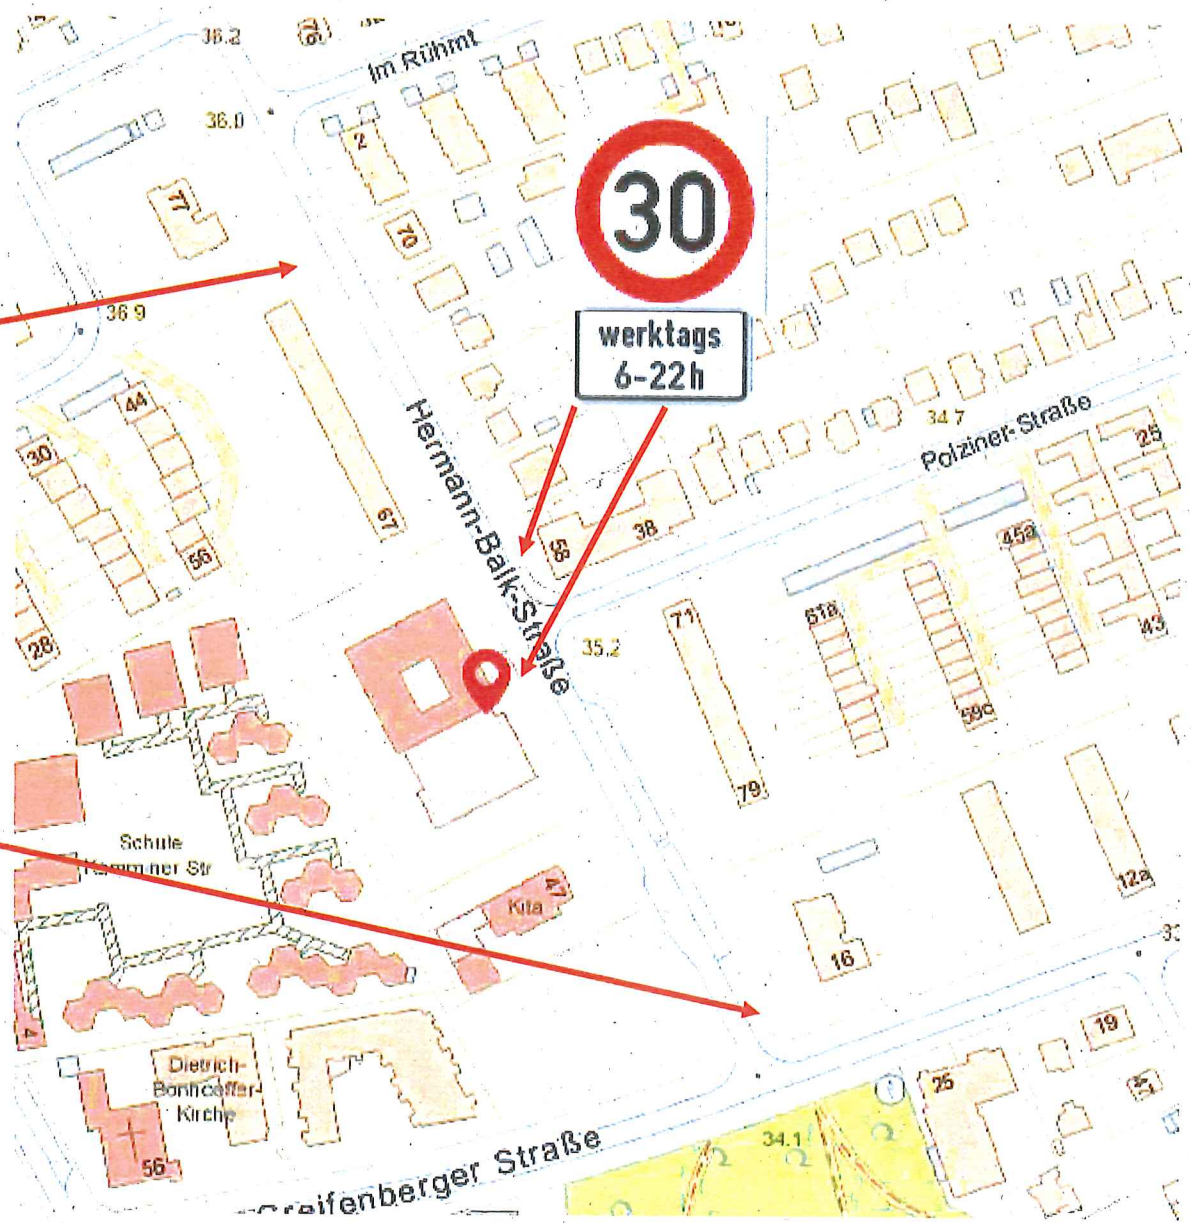 36.2
Im Rühmt
36.0
2
77
70
30
36.9
werktags
6-22h
44
34.7
Polziner-Straße
25
30
Hermann-Balk-Straße
67
58
38
45a
56
71
61a
43
28
35.2
59c
79
Schule
12a
47
Kita
16
4
19
Dietrich-
Bonhoeffer-
Kirche
25
56
34.1
Greifenberger Straße